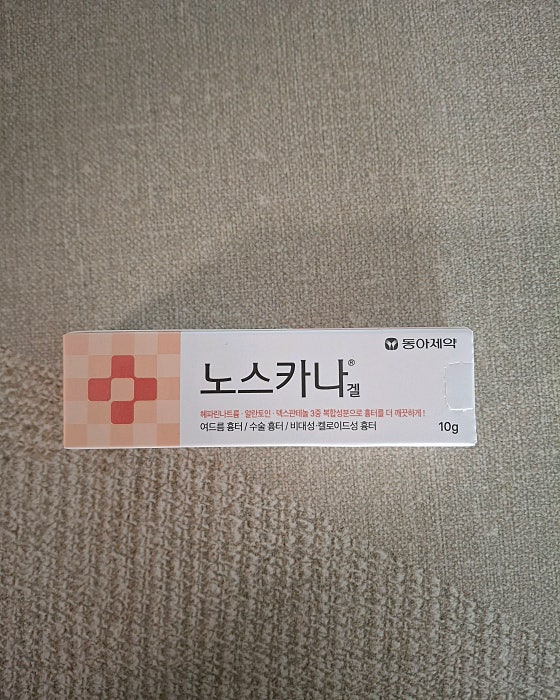 동아제약
노스카나® 겔
헤파린나트륨 · 알란토인 · 덱스판테놀 3중 복합성분으로 흉터를 더 깨끗하게 !
여드름 흉터 / 수술 흉터 / 비대성·켈로이드성 흉터
10g